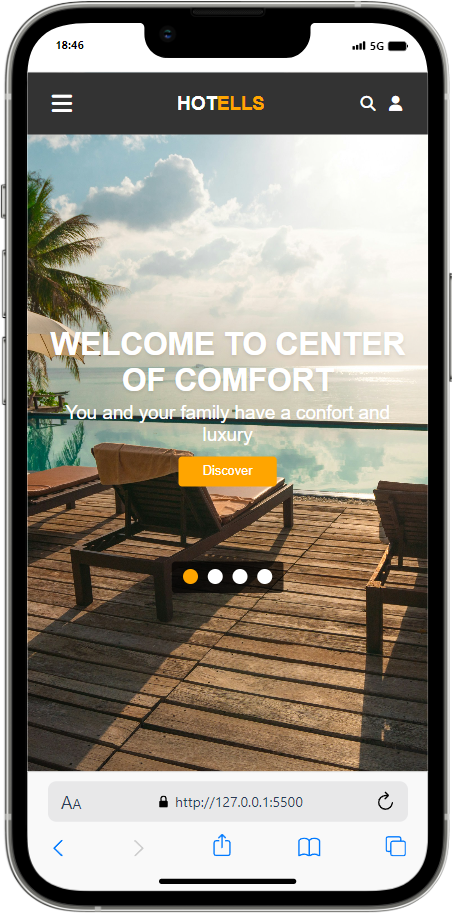 18:46
5G
HOTELLS
WELCOME TO CENTER
OF COMFORT
You and your family have a confort and
luxury
Discover
AA
http://127.0.0.1:5500